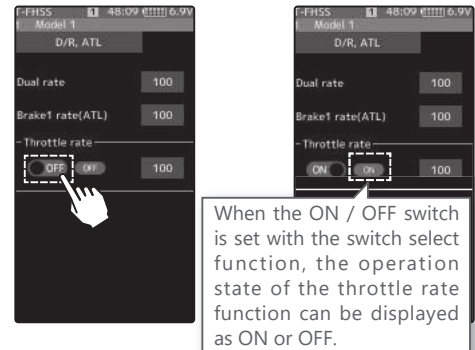 T-FHSS 1 48:09 6.9V
Model 1
D/R, ATL
Dual rate 100
Brake1 rate(ATL) 100
Throttle rate
OFF OFF 100
T-FHSS 1 48:09 6.9V
Model 1
D/R, ATL
Dual rate 100
Brake1 rate(ATL) 100
Throttle rate
ON ON 100
When the ON / OFF switch
is set with the switch select
function, the operation
state of the throttle rate
function can be displayed
as ON or OFF.